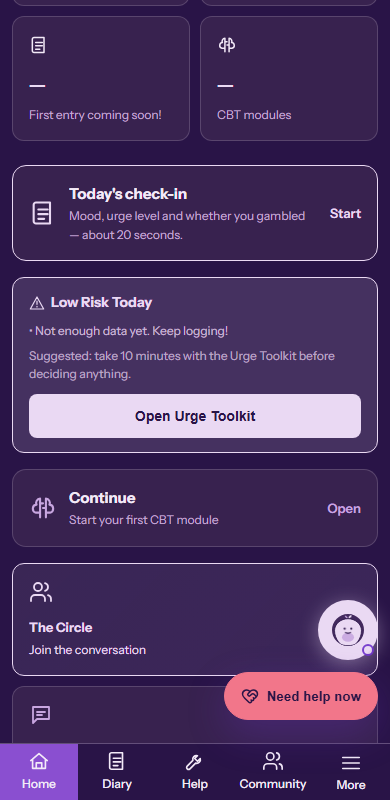 —
—
First entry coming soon!
CBT modules
Today's check-in
Mood, urge level and whether you gambled
— about 20 seconds.
Start
Low Risk Today
• Not enough data yet. Keep logging!
Suggested: take 10 minutes with the Urge Toolkit before
deciding anything.
Open Urge Toolkit
Continue
Start your first CBT module
Open
The Circle
Join the conversation
Need help now
Home
Diary
Help
Community
More